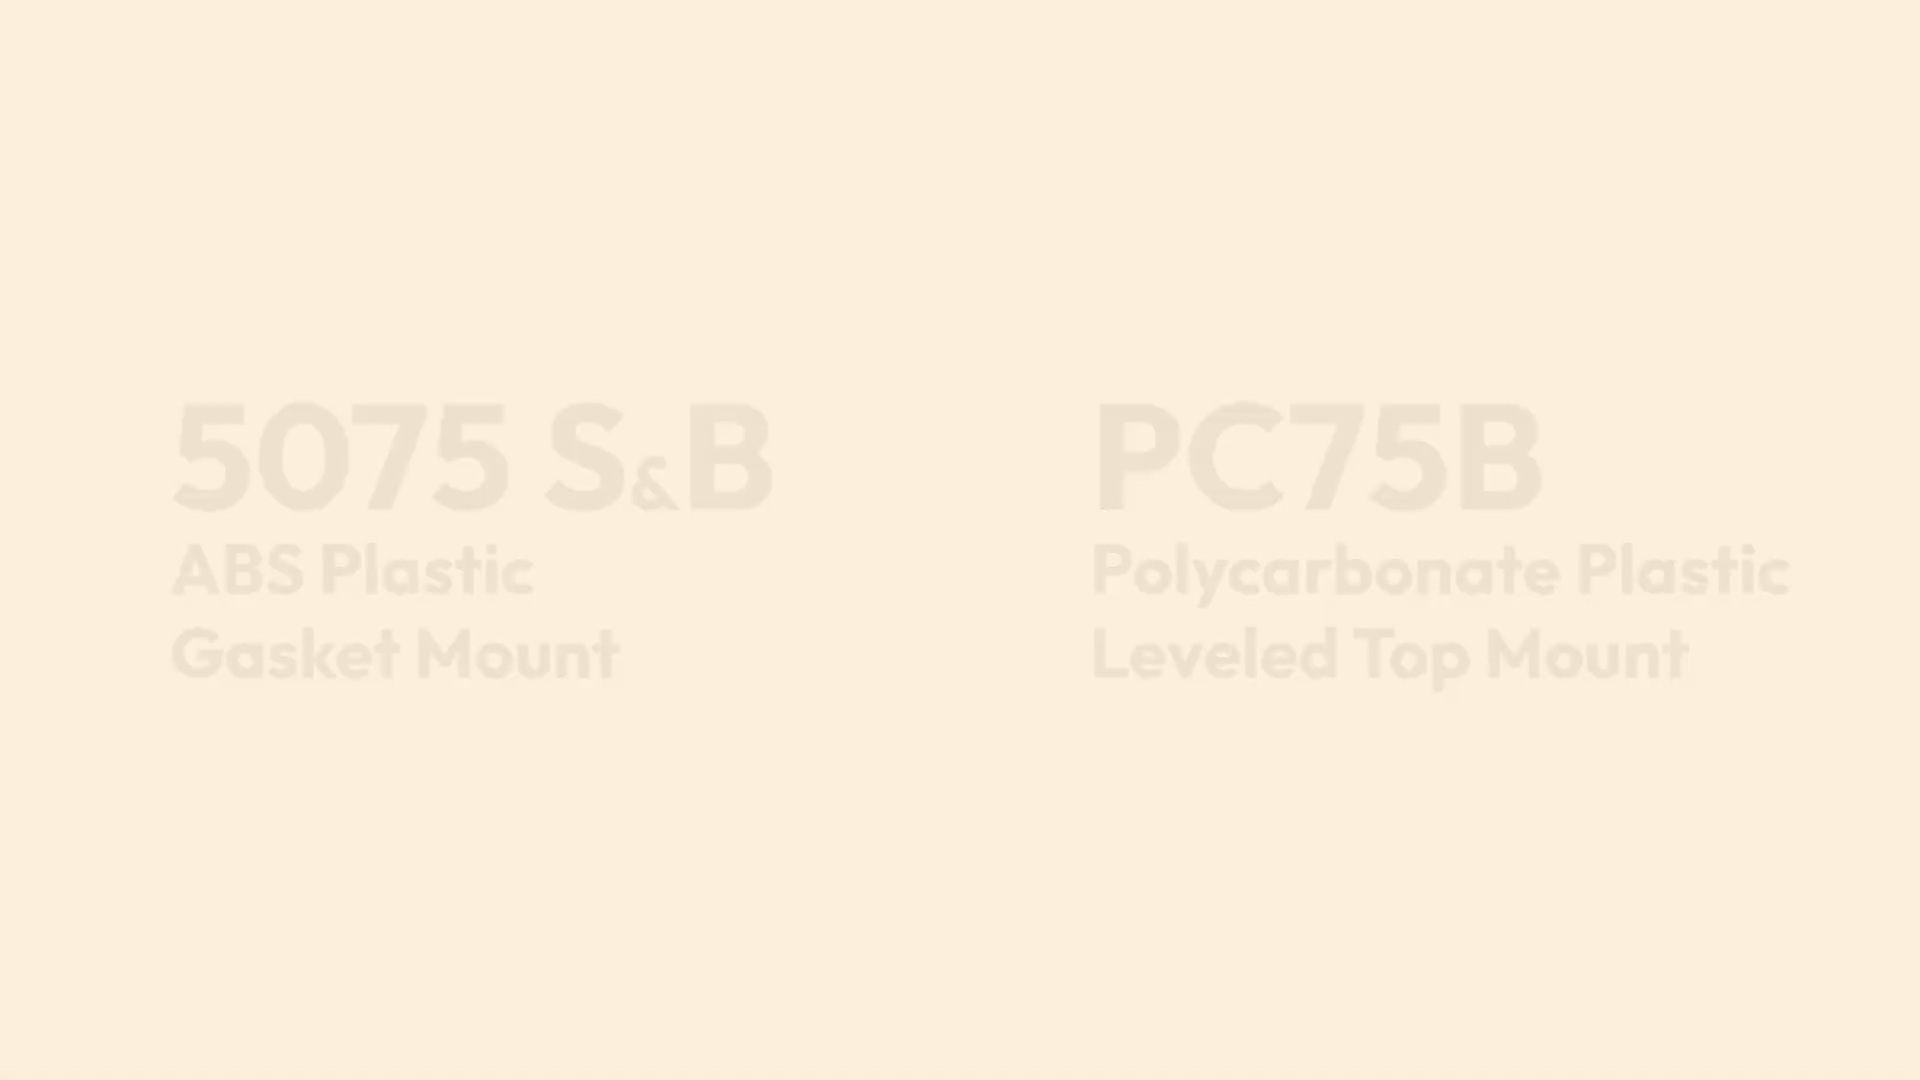 5075 S&B
ABS Plastic
Gasket Mount
PC75B
Polycarbonate Plastic
Leveled Top Mount